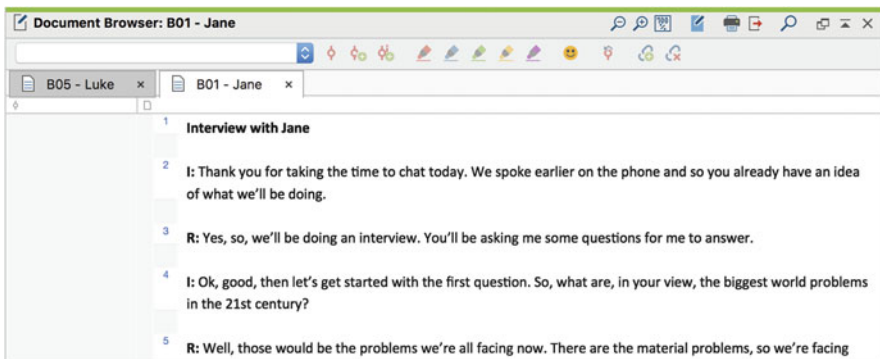 Document Browser: B01 - Jane
100%
B05 - Luke ×
B01 - Jane ×
1 Interview with Jane
2 I: Thank you for taking the time to chat today. We spoke earlier on the phone and so you already have an idea
of what we'll be doing.
3 R: Yes, so, we'll be doing an interview. You'll be asking me some questions for me to answer.
4 I: Ok, good, then let's get started with the first question. So, what are, in your view, the biggest world problems
in the 21st century?
5 R: Well, those would be the problems we're all facing now. There are the material problems, so we're facing